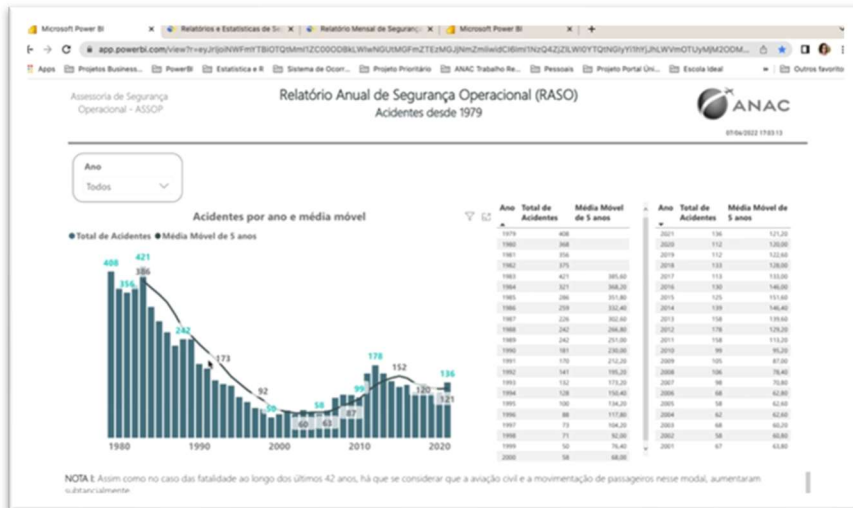 Microsoft Power BI
Relatórios e Estatísticas de Se
Relatório Mensal de Seguranç
Microsoft Power BI
Apps Projetos Business... PowerBI Estatística e R Sistema de Ocorr... Projeto Prioritário ANAC Trabalho Re... Pessoais Projeto Portal Úni... Escola Ideal » Outros favorito
Assessoria de Segurança
Operacional - ASSOP
Relatório Anual de Segurança Operacional (RASO)
Acidentes desde 1979
ANAC
07/04/2022 17:03:13
Ano
Todos
Acidentes por ano e média móvel
Total de Acidentes Média Móvel de 5 anos
408 421
356 386
242
173
92
50
60
58
63
87
99
178
152
120
136
121
1980 1990 2000 2010 2020
Ano Total de Acidentes Média Móvel de 5 anos
1979 408
1980 368
1981 356
1982 375
1983 421 385,60
1984 321 368,20
1985 286 351,80
1986 259 332,40
1987 226 302,60
1988 242 266,80
1989 242 251,00
1990 181 230,00
1991 170 212,20
1992 141 195,20
1993 132 173,20
1994 128 150,40
1995 100 134,20
1996 88 117,80
1997 73 104,20
1998 71 92,00
1999 50 76,40
2000 58 68,00
Ano Total de Acidentes Média Móvel de 5 anos
2021 136 121,20
2020 112 120,00
2019 112 122,60
2018 133 128,00
2017 113 133,00
2016 130 146,00
2015 125 151,60
2014 139 146,40
2013 158 139,60
2012 178 129,20
2011 158 113,20
2010 99 95,20
2009 105 87,00
2008 106 78,40
2007 98 70,80
2006 68 62,80
2005 58 62,60
2004 62 62,60
2003 68 60,20
2002 58 60,80
2001 67 63,80
NOTA I: Assim como no caso das fatalidade ao longo dos últimos 42 anos, há que se considerar que a aviação civil e a movimentação de passageiros nesse modal, aumentaram
substancialmente